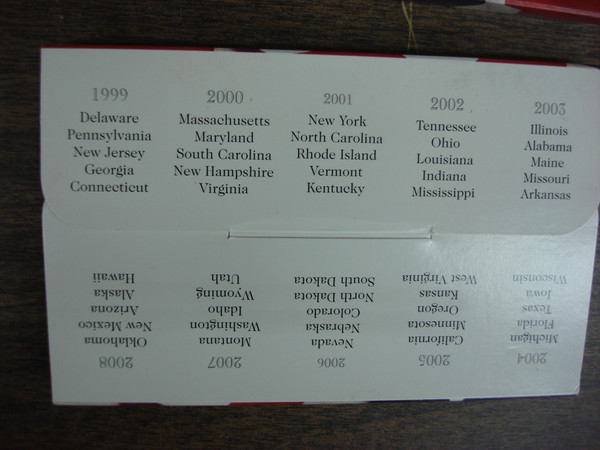 1999
Delaware
Pennsylvania
New Jersey
Georgia
Connecticut
2000
Massachusetts
Maryland
South Carolina
New Hampshire
Virginia
2001
New York
North Carolina
Rhode Island
Vermont
Kentucky
2002
Tennessee
Ohio
Louisiana
Indiana
Mississippi
2003
Illinois
Alabama
Maine
Missouri
Arkansas
2004
Michigan
Florida
Texas
Iowa
Wisconsin
2005
California
Minnesota
Oregon
Kansas
West Virginia
2006
Nevada
Nebraska
Colorado
North Dakota
South Dakota
2007
Montana
Washington
Idaho
Wyoming
Utah
2008
Oklahoma
New Mexico
Arizona
Alaska
Hawaii